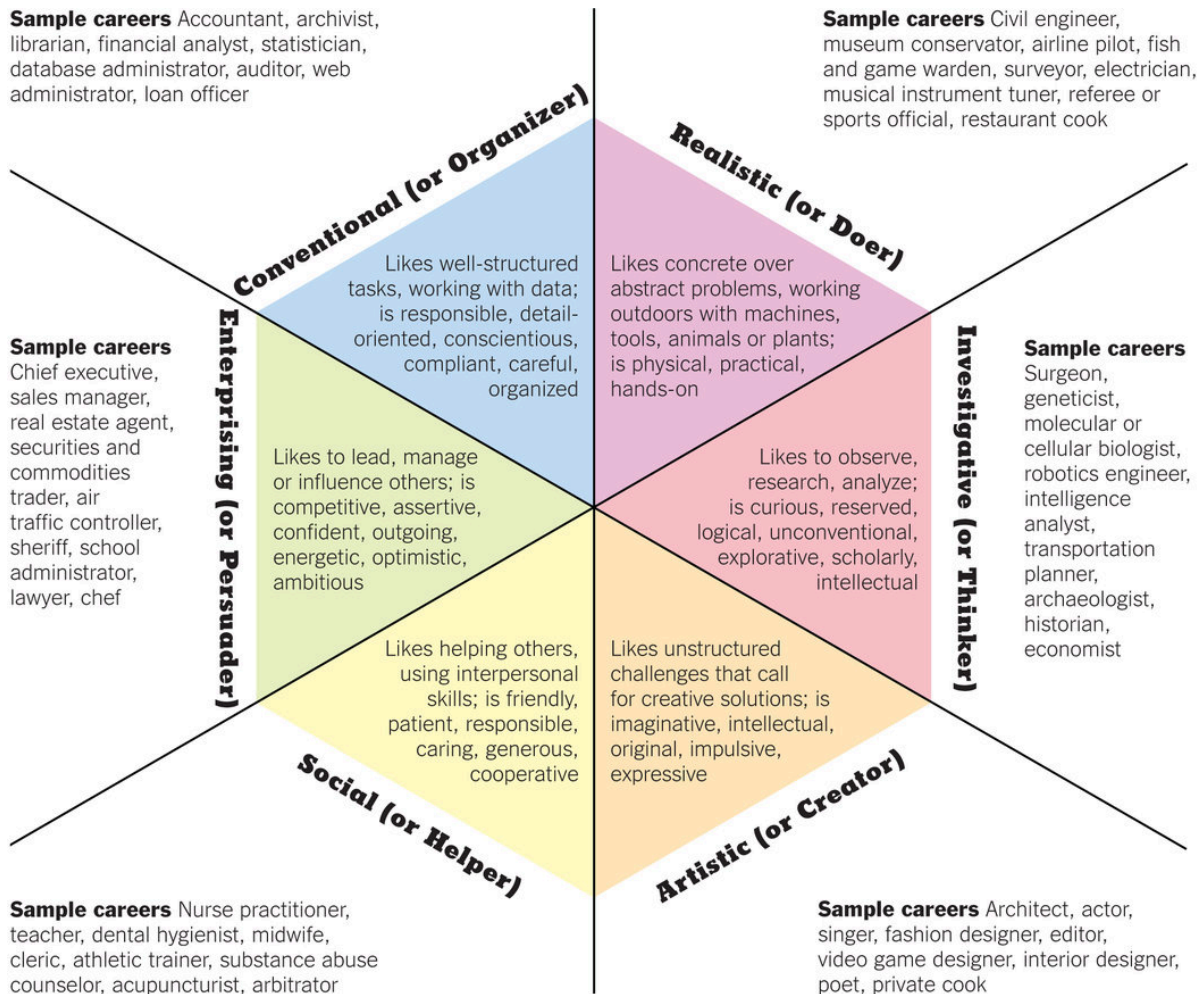 Sample careers Accountant, archivist,
librarian, financial analyst, statistician,
database administrator, auditor, web
administrator, loan officer
Conventional (or Organizer)
Likes well-structured
tasks, working with data;
is responsible, detail-
oriented, conscientious,
compliant, careful,
organized
Sample careers Civil engineer,
museum conservator, airline pilot, fish
and game warden, surveyor, electrician,
musical instrument tuner, referee or
sports official, restaurant cook
Realistic (or Doer)
Likes concrete over
abstract problems, working
outdoors with machines,
tools, animals or plants;
is physical, practical,
hands-on
Sample careers
Chief executive,
sales manager,
real estate agent,
securities and
commodities
trader, air
traffic controller,
sheriff, school
administrator,
lawyer, chef
Enterprising (or Persuader)
Likes to lead, manage
or influence others; is
competitive, assertive,
confident, outgoing,
energetic, optimistic,
ambitious
Likes to observe,
research, analyze;
is curious, reserved,
logical, unconventional,
explorative, scholarly,
intellectual
Investigative (or Thinker)
Sample careers
Surgeon,
geneticist,
molecular or
cellular biologist,
robotics engineer,
intelligence
analyst,
transportation
planner,
archaeologist,
historian,
economist
Likes helping others,
using interpersonal
skills; is friendly,
patient, responsible,
caring, generous,
cooperative
Social (or Helper)
Sample careers Nurse practitioner,
teacher, dental hygienist, midwife,
cleric, athletic trainer, substance abuse
counselor, acupuncturist, arbitrator
Likes unstructured
challenges that call
for creative solutions; is
imaginative, intellectual,
original, impulsive,
expressive
Artistic (or Creator)
Sample careers Architect, actor,
singer, fashion designer, editor,
video game designer, interior designer,
poet, private cook